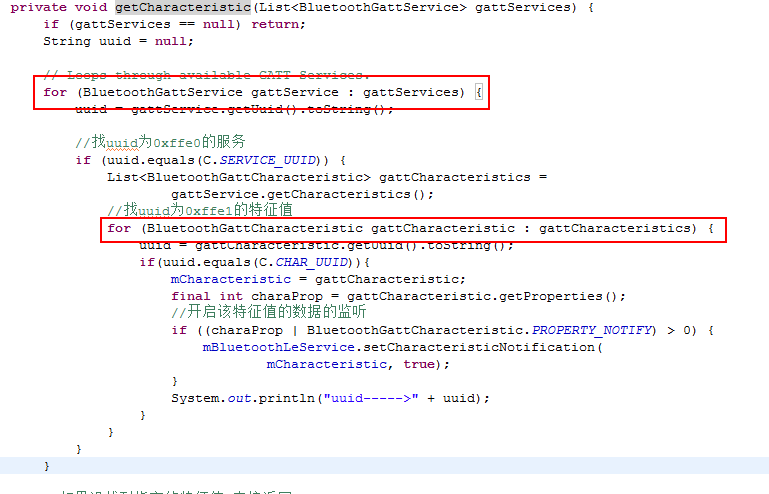 private void getCharacteristic(List<BluetoothGattService> gattServices) {
if (gattServices == null) return;
String uuid = null;
// Loops through available GATT Services.
for (BluetoothGattService gattService : gattServices) {
uuid = gattService.getUuid().toString();
//找uuid为0xffe0的服务
if (uuid.equals(C.SERVICE_UUID)) {
List<BluetoothGattCharacteristic> gattCharacteristics =
gattService.getCharacteristics();
//找uuid为0xffe1的特征值
for (BluetoothGattCharacteristic gattCharacteristic : gattCharacteristics) {
uuid = gattCharacteristic.getUuid().toString();
if(uuid.equals(C.CHAR_UUID)){
mCharacteristic = gattCharacteristic;
final int charaProp = gattCharacteristic.getProperties();
//开启该特征值的数据的监听
if ((charaProp | BluetoothGattCharacteristic.PROPERTY_NOTIFY) > 0) {
mBluetoothLeService.setCharacteristicNotification(
mCharacteristic, true);
}
System.out.println("uuid----->" + uuid);
}
}
}
}